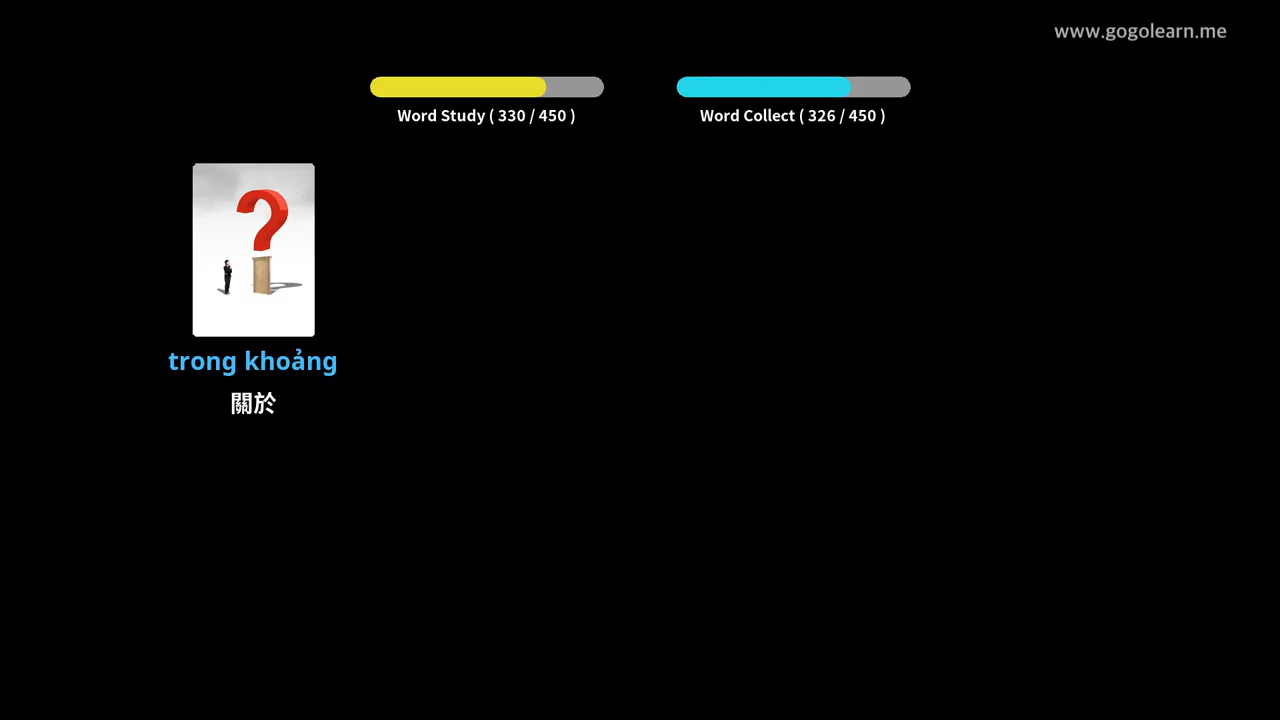 www.gogolearn.me
Word Study ( 330 / 450 )
Word Collect ( 326 / 450 )
trong khoảng
關於